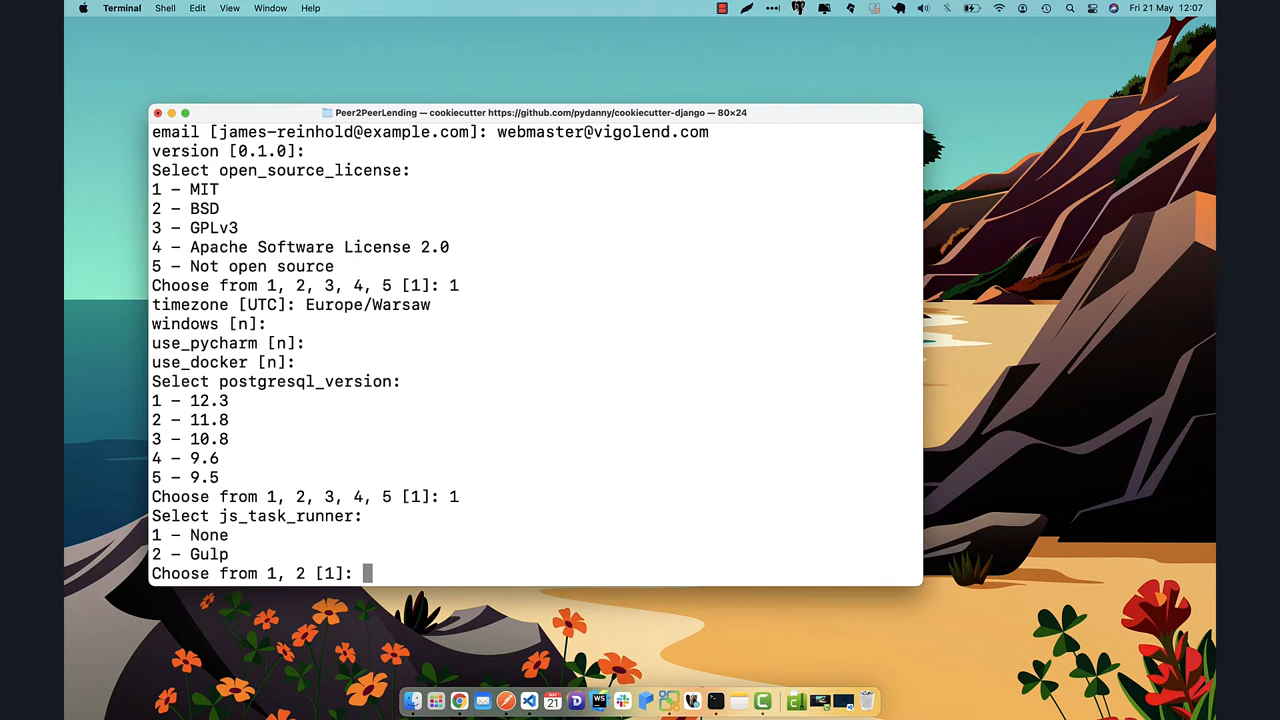 Terminal Shell Edit View Window Help Fri 21 May 12:07
Peer2PeerLending — cookiecutter https://github.com/pydanny/cookiecutter-django — 80×24
email [james-reinhold@example.com]: webmaster@vigolend.com
version [0.1.0]:
Select open_source_license:
1 – MIT
2 – BSD
3 – GPLv3
4 – Apache Software License 2.0
5 – Not open source
Choose from 1, 2, 3, 4, 5 [1]: 1
timezone [UTC]: Europe/Warsaw
windows [n]:
use_pycharm [n]:
use_docker [n]:
Select postgresql_version:
1 – 12.3
2 – 11.8
3 – 10.8
4 – 9.6
5 – 9.5
Choose from 1, 2, 3, 4, 5 [1]: 1
Select js_task_runner:
1 – None
2 – Gulp
Choose from 1, 2 [1]:
21